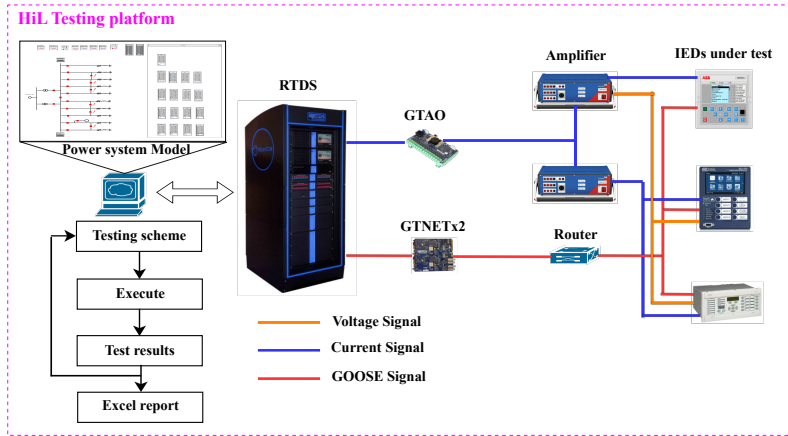 HiL Testing platform
Amplifier
IEDs under test
RTDS
GTAO
Power system Model
GTNETx2
Router
Testing scheme
Execute
Test results
Excel report
Voltage Signal
Current Signal
GOOSE Signal
ABB